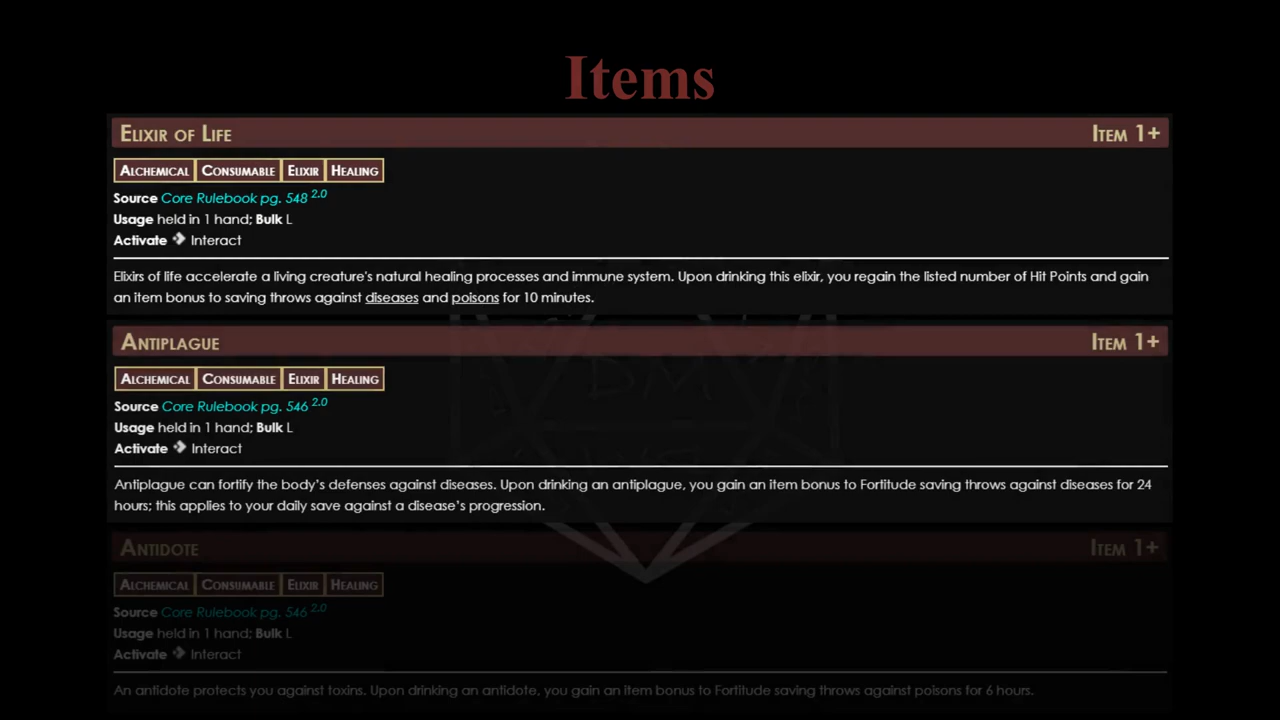 Items
Elixir of Life Item 1+
Alchemical Consumable Elixir Healing
Source Core Rulebook pg. 548 2.0
Usage held in 1 hand; Bulk L
Activate Interact
Elixirs of life accelerate a living creature's natural healing processes and immune system. Upon drinking this elixir, you regain the listed number of Hit Points and gain
an item bonus to saving throws against diseases and poisons for 10 minutes.
Antiplague Item 1+
Alchemical Consumable Elixir Healing
Source Core Rulebook pg. 546 2.0
Usage held in 1 hand; Bulk L
Activate Interact
DM
Antiplague can fortify the body's defenses against diseases. Upon drinking an antiplague, you gain an item bonus to Fortitude saving throws against diseases for 24
hours; this applies to your daily save against a disease's progression.
Antidote Item 1+
Alchemical Consumable Elixir Healing
Source Core Rulebook pg. 546 2.0
Usage held in 1 hand; Bulk L
Activate Interact
An antidote protects you against toxins. Upon drinking an antidote, you gain an item bonus to Fortitude saving throws against poisons for 6 hours.